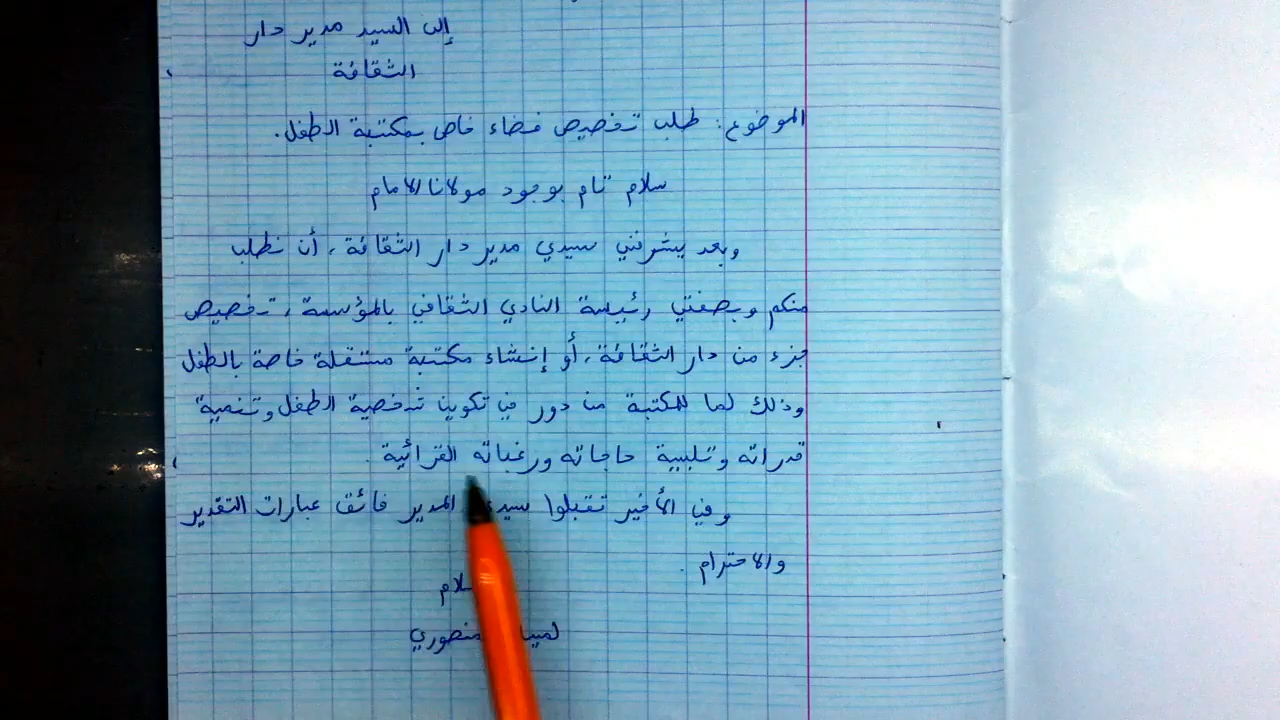 إلى السيد مدير دار
الثقافة
الموضوع: طلب تخصيص فضاء خاص بمكتبة الطفل.
سلام تام بوجود مولانا الامام
وبعد يشرفني سيدي مدير دار الثقافة، أن نطلب
منكم وبصفتي رئيسة النادي الثقافي بالمؤسسة، تخصيص
جزء من دار الثقافة، أو إنشاء مكتبة مستقلة خاصة بالطفل
وذلك لما للمكتبة من دور في تكوين شخصية الطفل وتنمية
قدراته وتلبية حاجاته ورغباته القرائية.
وفي الأخير تقبلوا سيدي المدير فائق عبارات التقدير
والاحترام.
منصوري